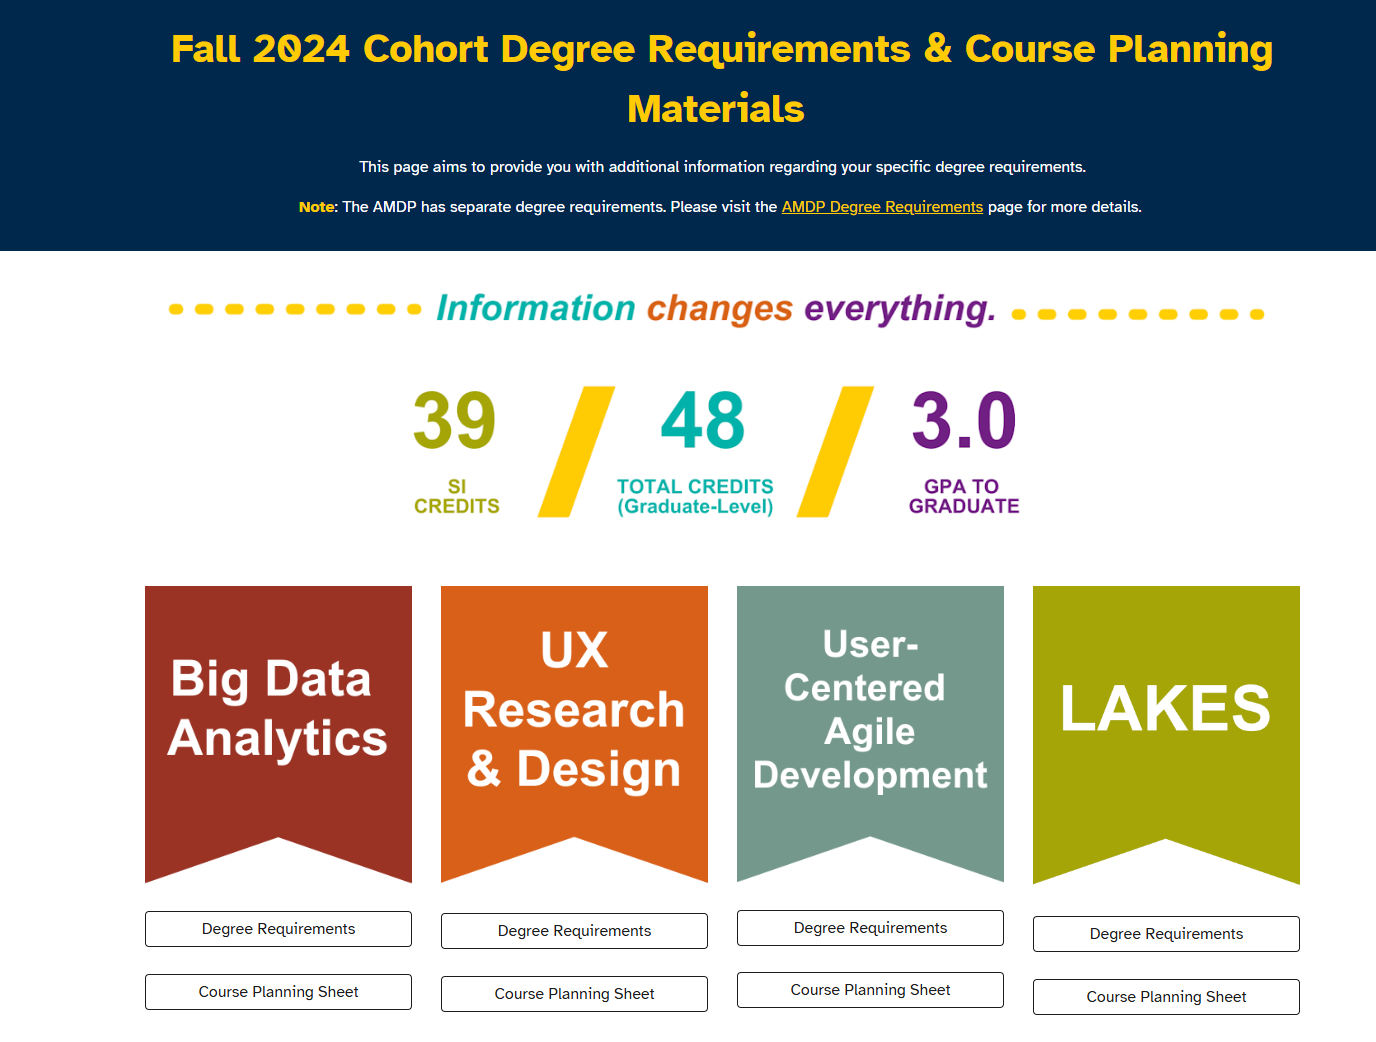 Fall 2024 Cohort Degree Requirements & Course Planning
Materials
This page aims to provide you with additional information regarding your specific degree requirements.
Note: The AMDP has separate degree requirements. Please visit the AMDP Degree Requirements page for more details.
Information changes everything.
39
SI
CREDITS
48
TOTAL CREDITS
(Graduate-Level)
3.0
GPA TO
GRADUATE
Big Data
Analytics
Degree Requirements
Course Planning Sheet
UX
Research
& Design
Degree Requirements
Course Planning Sheet
User-
Centered
Agile
Development
Degree Requirements
Course Planning Sheet
LAKES
Degree Requirements
Course Planning Sheet